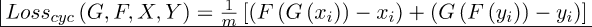 Loss_{cyc} (G, F, X, Y) = \frac{1}{m} [(F (G (x_i)) − x_i) + (G (F (y_i)) − y_i)]